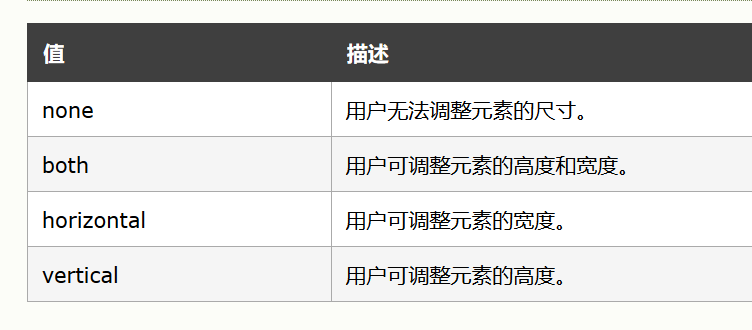 值 描述
none 用户无法调整元素的尺寸。
both 用户可调整元素的高度和宽度。
horizontal 用户可调整元素的宽度。
vertical 用户可调整元素的高度。